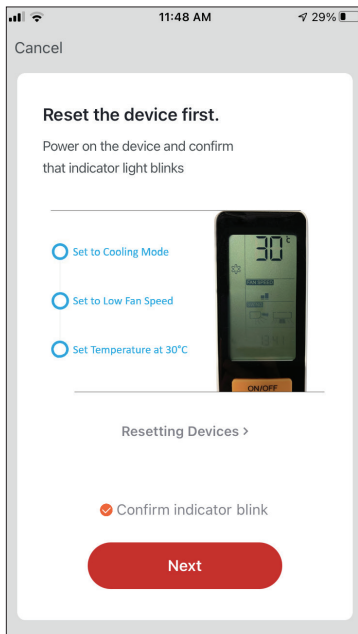 11:48 AM
29%
Cancel
Reset the device first.
Power on the device and confirm
that indicator light blinks
Set to Cooling Mode
Set to Low Fan Speed
Set Temperature at 30°C
30°c
FAN SPEED
ON/OFF
Resetting Devices >
Confirm indicator blink
Next